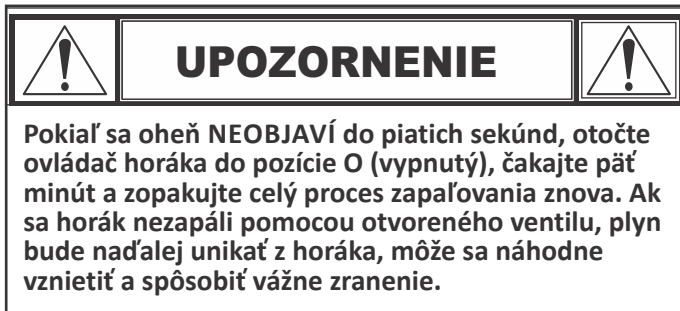 UPOZORNENIE
Pokiaľ sa oheň NEOBJAVÍ do piatich sekúnd, otočte
ovládač horáka do pozície O (vypnutý), čakajte päť
minút a zopakujte celý proces zapaľovania znova. Ak
sa horák nezapáli pomocou otvoreného ventilu, plyn
bude naďalej unikať z horáka, môže sa náhodne
vznietiť a spôsobiť vážne zranenie.